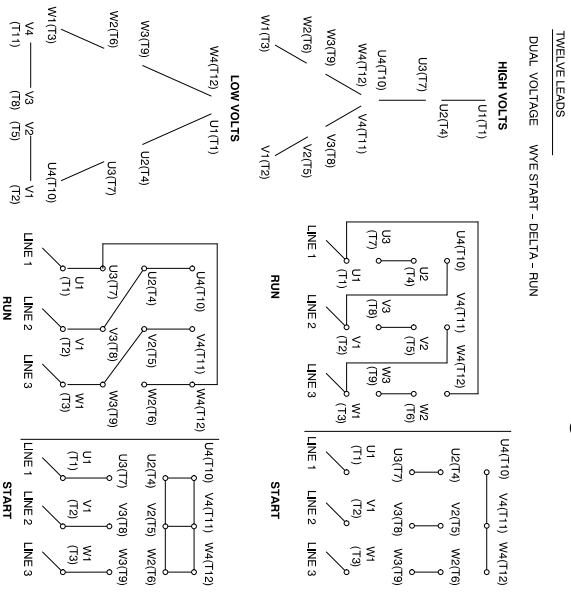 TWELVE LEADS
DUAL VOLTAGE WYE START – DELTA – RUN
HIGH VOLTS
U1(T1)
U2(T4)
U3(T7)
U4(T10)
W4(T12)
V4(T11)
W3(T9)
V3(T8)
W2(T6)
V2(T5)
W1(T3)
V1(T2)
U4(T10) V4(T11) W4(T12)
U2 V2 W2
(T4) (T5) (T6)
U3 V3 W3
(T7) (T8) (T9)
U1 V1 W1
(T1) (T2) (T3)
LINE 1 LINE 2 LINE 3
RUN
U4(T10) V4(T11) W4(T12)
U2(T4) V2(T5) W2(T6)
U3(T7) V3(T8) W3(T9)
U1 V1 W1
(T1) (T2) (T3)
LINE 1 LINE 2 LINE 3
START
LOW VOLTS
W4(T12) U1(T1)
W3(T9) U2(T4)
W2(T6) U3(T7)
W1(T3) U4(T10)
V4 V3 V2 V1
(T11) (T8) (T5) (T2)
U4(T10) V4(T11) W4(T12)
U2(T4) V2(T5) W2(T6)
U3(T7) V3(T8) W3(T9)
U1 V1 W1
(T1) (T2) (T3)
LINE 1 LINE 2 LINE 3
RUN
U4(T10) V4(T11) W4(T12)
U2(T4) V2(T5) W2(T6)
U3(T7) V3(T8) W3(T9)
U1 V1 W1
(T1) (T2) (T3)
LINE 1 LINE 2 LINE 3
START